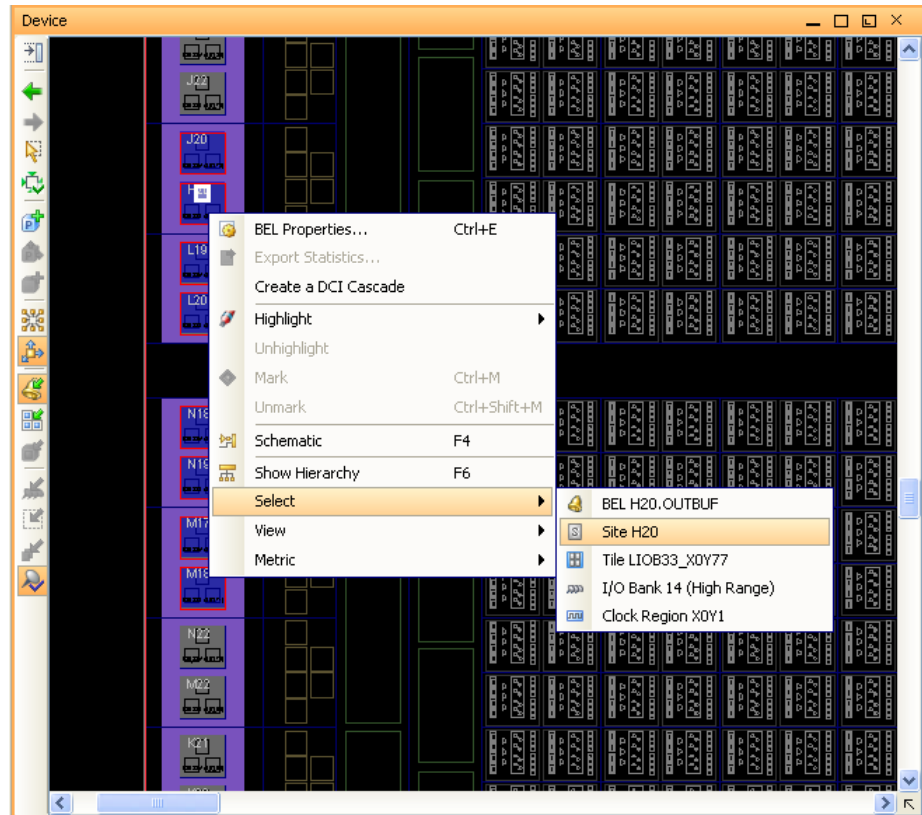 Device
J22
J20
H
L19
L20
BEL Properties... Ctrl+E
Export Statistics...
Create a DCI Cascade
Highlight
Unhighlight
Mark Ctrl+M
Unmark Ctrl+Shift+M
Schematic F4
Show Hierarchy F6
Select
View
Metric
BEL H20.OUTBUF
Site H20
Tile LIOB33_X0Y77
I/O Bank 14 (High Range)
Clock Region X0Y1
N18
N19
M17
M18
N22
M22
K21